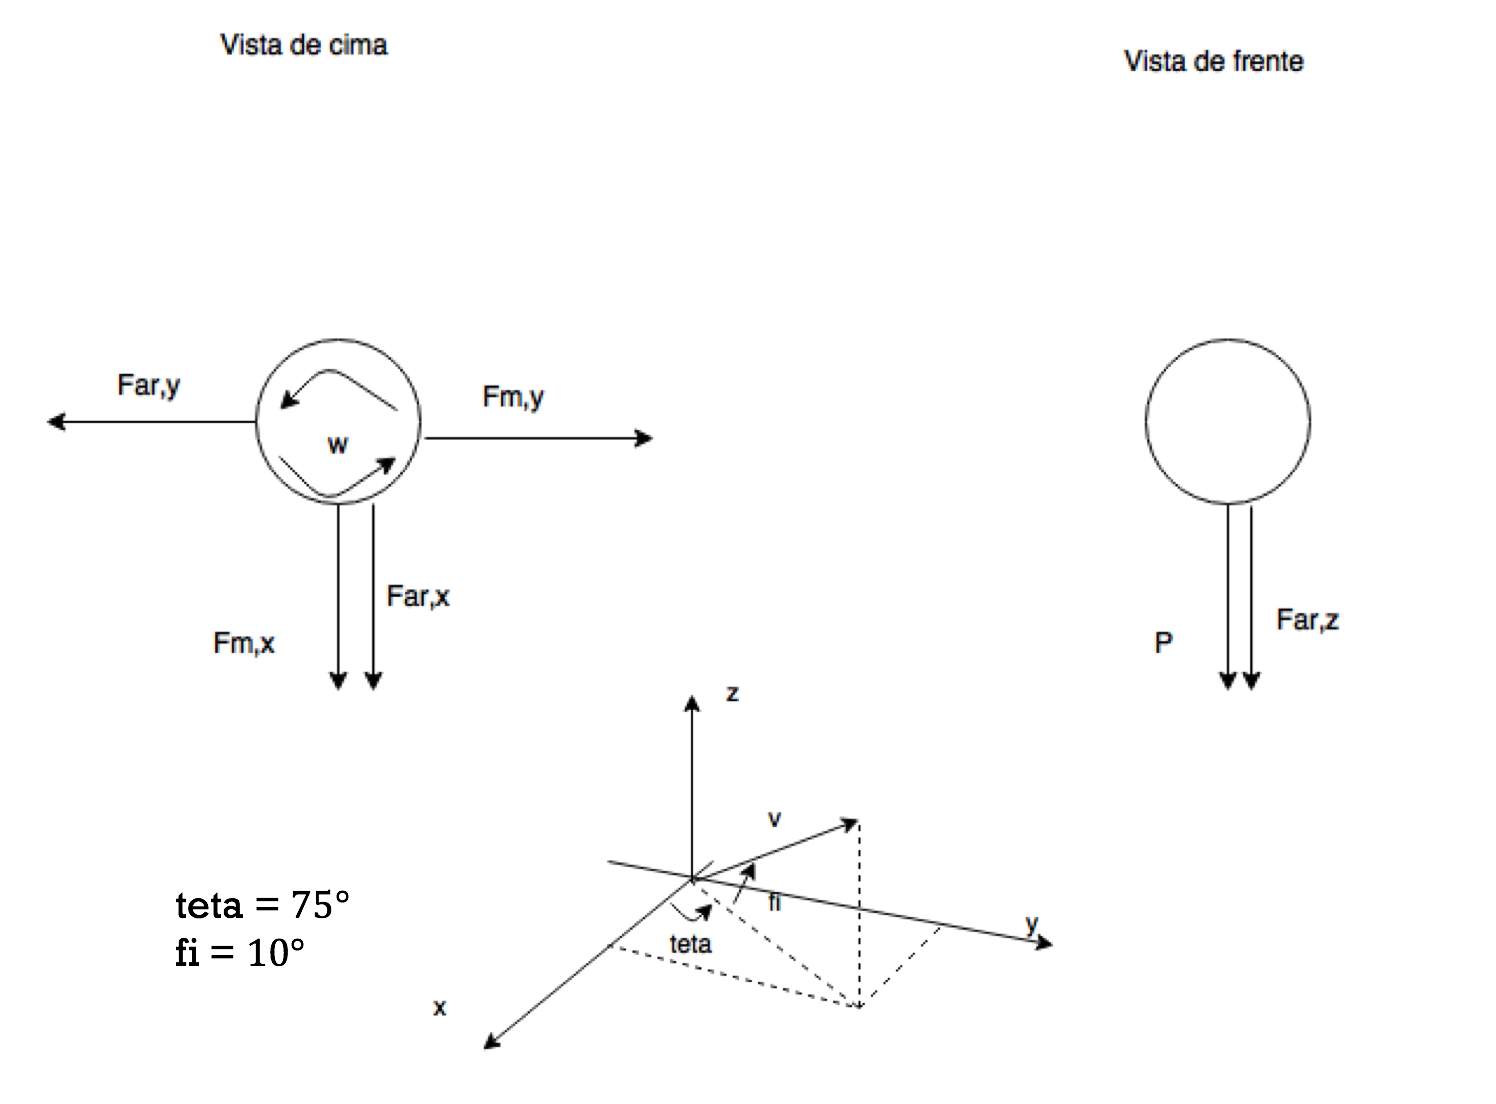 Vista de cima
Vista de frente
Far,y
Fm,y
w
Far,x
Fm,x
Far,z
P
z
v
fi
teta
y
x
teta = 75°
fi = 10°